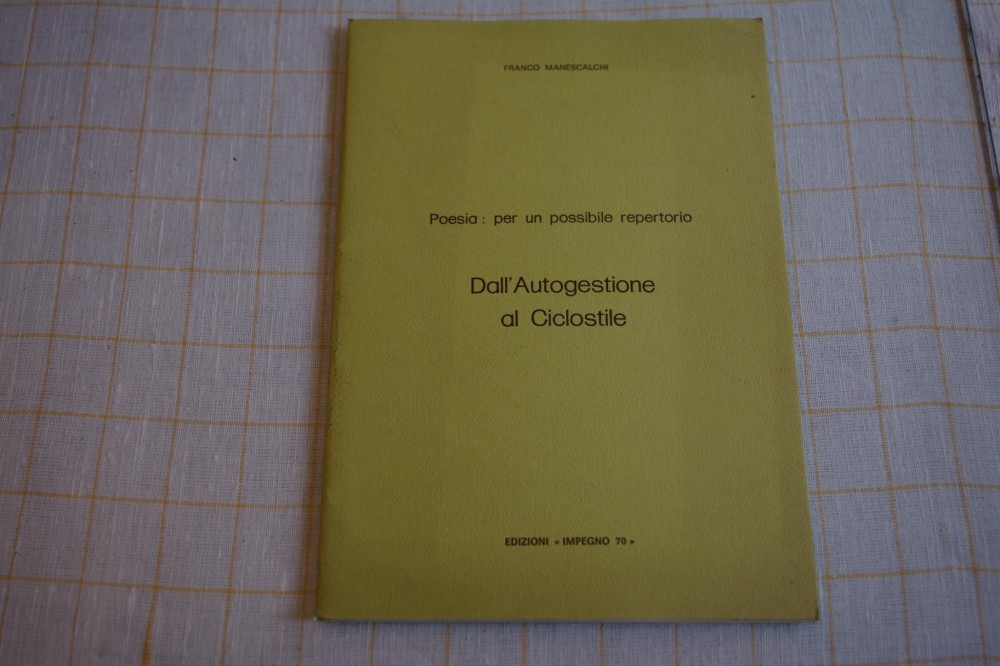 FRANCO MANESCALCHI
Poesia: per un possibile repertorio
Dall'Autogestione
al Ciclostile
EDIZIONI « IMPEGNO 70 »